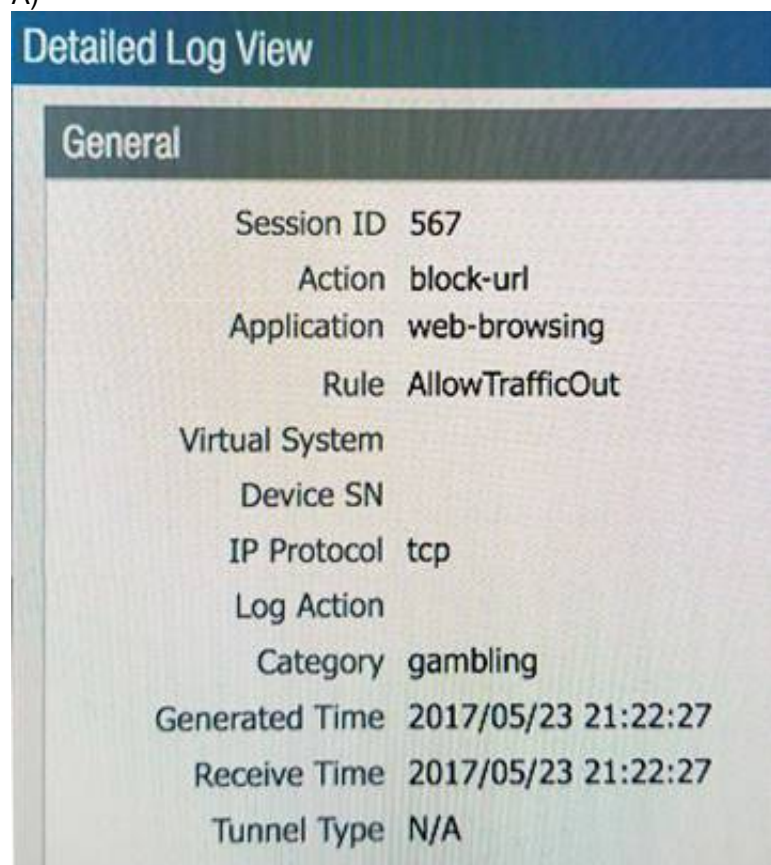 A)
Detailed Log View
General
Session ID 567
Action block-url
Application web-browsing
Rule AllowTrafficOut
Virtual System
Device SN
IP Protocol tcp
Log Action
Category gambling
Generated Time 2017/05/23 21:22:27
Receive Time 2017/05/23 21:22:27
Tunnel Type N/A